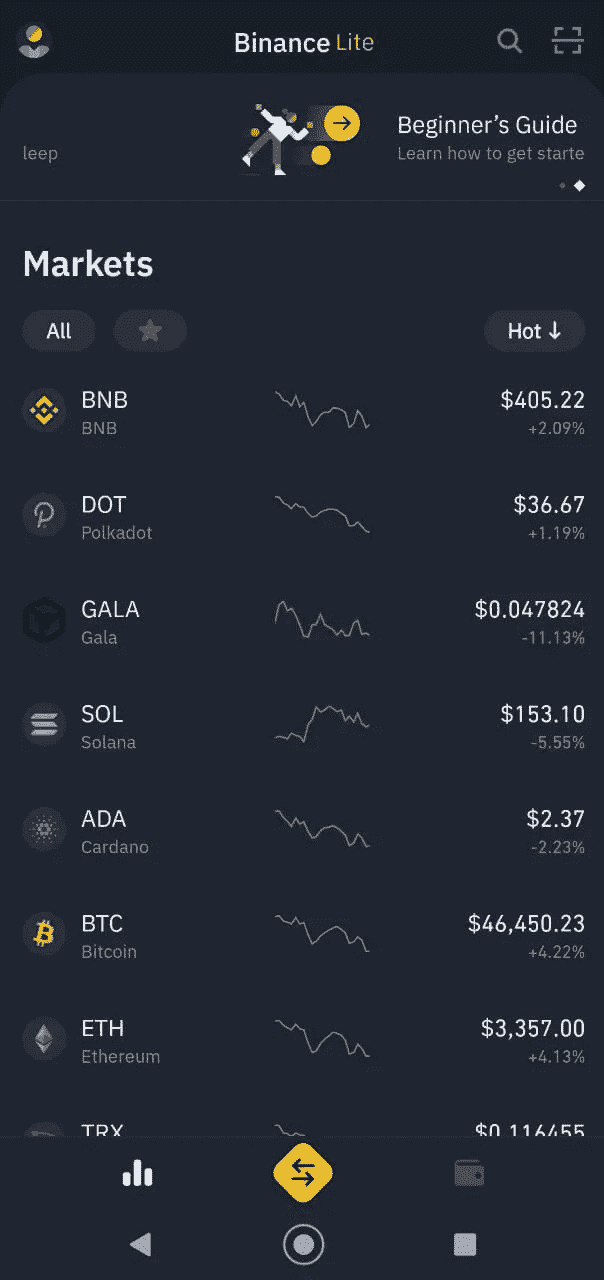 Binance Lite
leep
Beginner's Guide
Learn how to get starte
Markets
All
Hot ↓
BNB
$405.22
BNB
+2.09%
DOT
$36.67
Polkadot
+1.19%
GALA
$0.047824
Gala
-11.13%
SOL
$153.10
Solana
-5.55%
ADA
$2.37
Cardano
-2.23%
BTC
$46,450.23
Bitcoin
+4.22%
ETH
$3,357.00
Ethereum
+4.13%
TRX
$0.116455